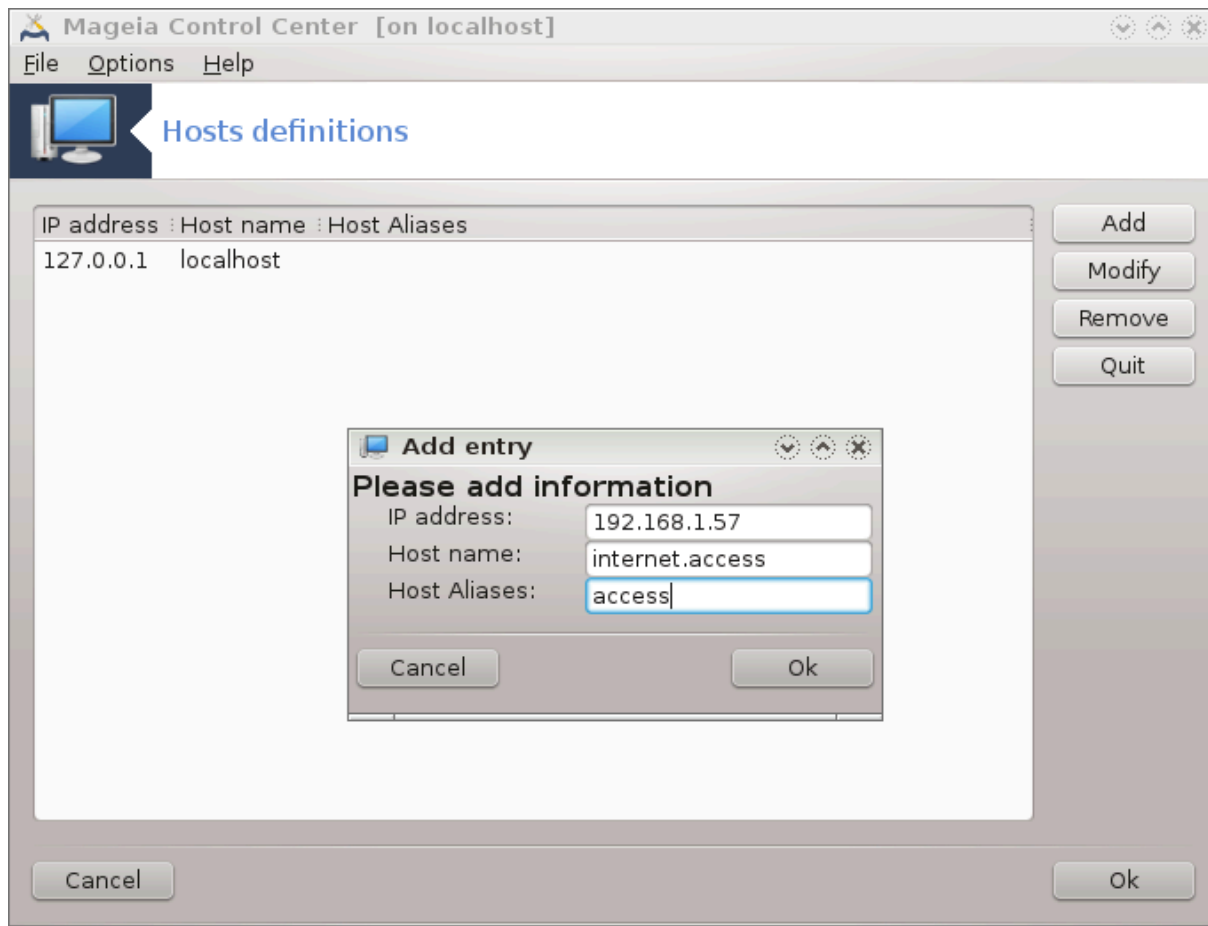 Mageia Control Center [on localhost]
File Options Help
Hosts definitions
IP address Host name Host Aliases
Add
127.0.0.1 localhost
Modify
Remove
Quit
Add entry
Please add information
IP address: 192.168.1.57
Host name: internet.access
Host Aliases: access
Cancel Ok
Cancel Ok